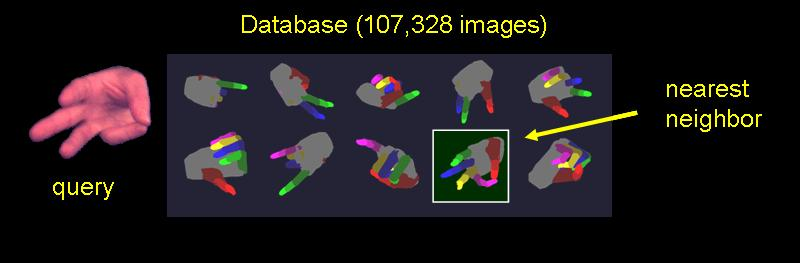 Database (107,328 images)
nearest
neighbor
query